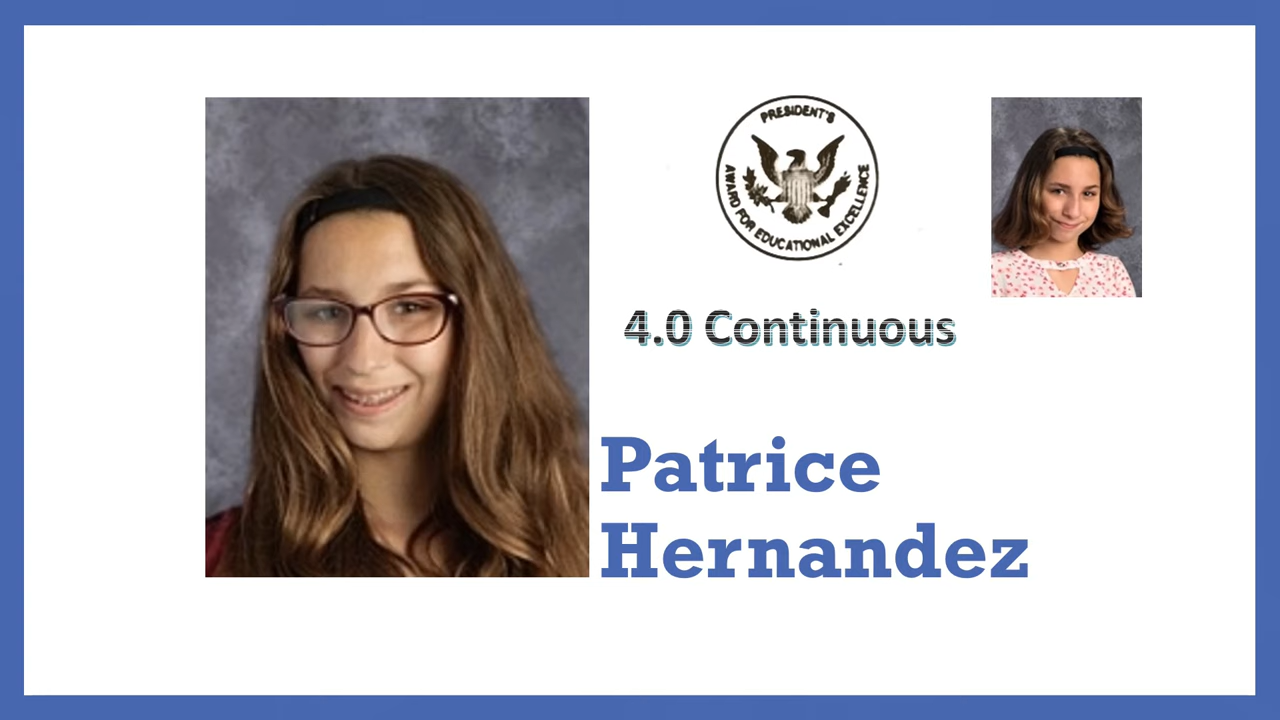 PRESIDENT'S
AWARD FOR EDUCATIONAL EXCELLENCE
4.0 Continuous
Patrice
Hernandez